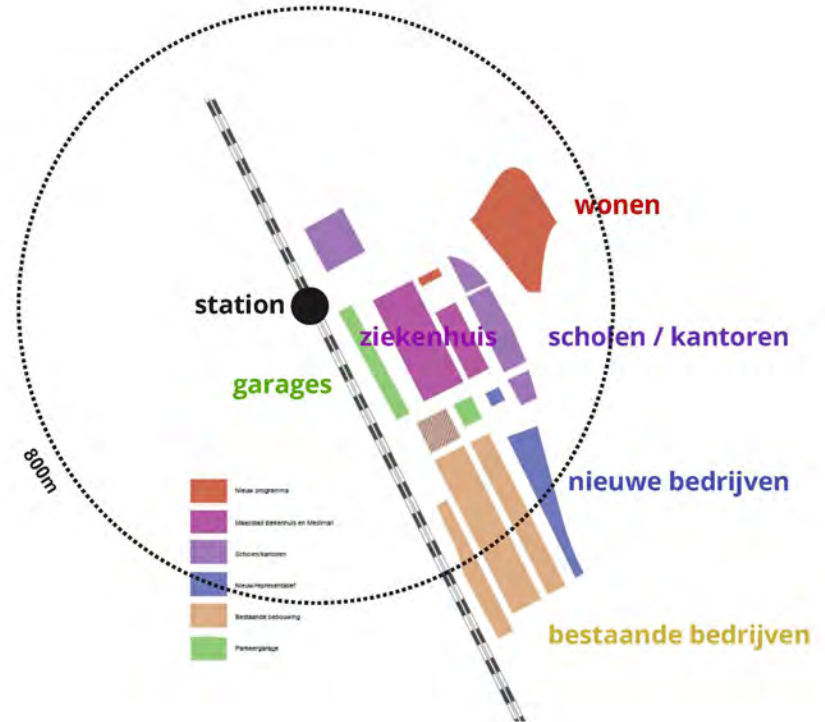 wonen
station
ziekenhuis
scholen / kantoren
garages
800m
nieuwe bedrijven
Nieuw programma
Maasstad ziekenhuis en Medimall
Scholen/kantoren
Nieuw/representatief
Bestaande bebouwing
Parkeergarage
bestaande bedrijven